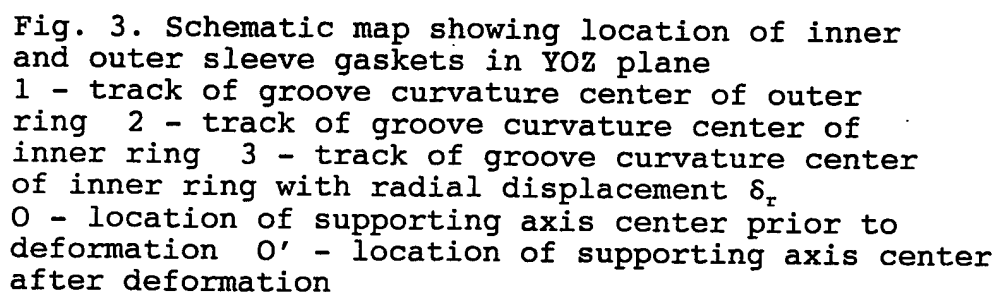 Fig. 3. Schematic map showing location of inner
and outer sleeve gaskets in YOZ plane
1 - track of groove curvature center of outer
ring 2 - track of groove curvature center of
inner ring 3 - track of groove curvature center
of inner ring with radial displacement δᵣ
O - location of supporting axis center prior to
deformation O' - location of supporting axis center
after deformation